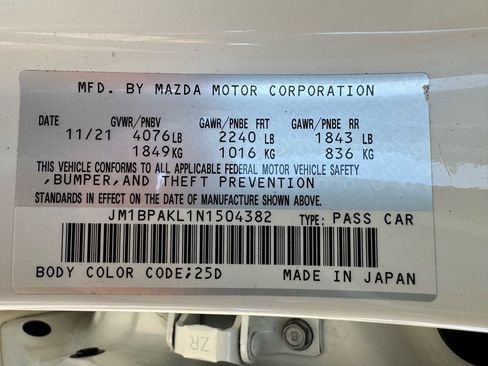 MFD. BY MAZDA MOTOR CORPORATION
DATE GVWR/PNBV GAWR/PNBE FRT GAWR/PNBE RR
11/21 4076LB 2240 LB 1843 LB
1849KG 1016 KG 836 KG
THIS VEHICLE CONFORMS TO ALL APPLICABLE FEDERAL MOTOR VEHICLE SAFETY
,BUMPER,AND THEFT PREVENTION
STANDARDS IN EFFECT ON THE DATE OF MANUFACTURE SHOWN ABOVE.
JM1BPAKL1N1504382 TYPE: PASS CAR
BODY COLOR CODE;25D MADE IN JAPAN
ZR
8